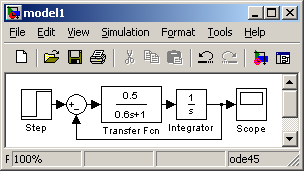 model1
File Edit View Simulation Format Tools Help
+
−
0.5
0.6s+1
1
s
Step
Transfer Fcn
Integrator
Scope
F 100%
ode45